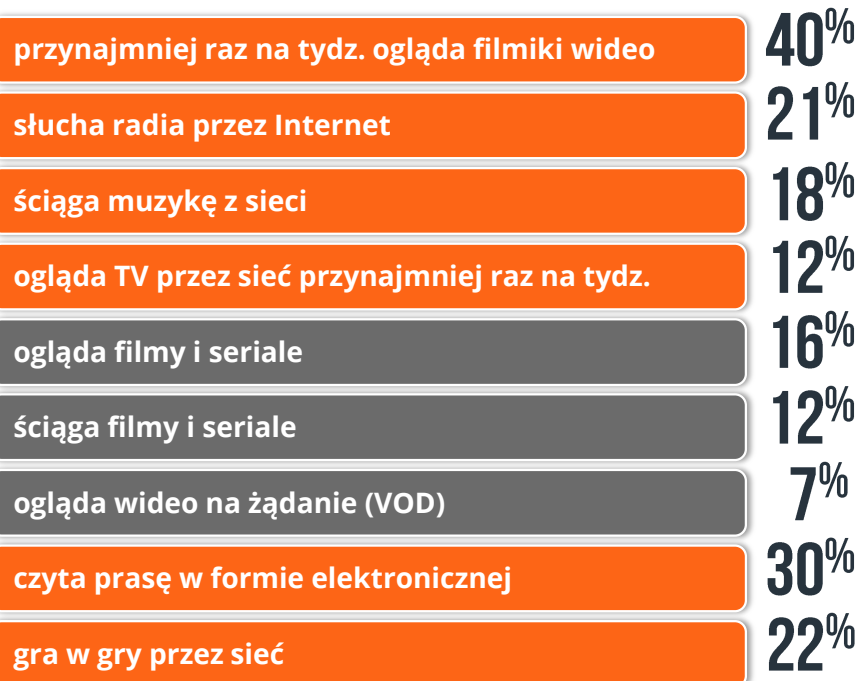 przynajmniej raz na tydz. ogląda filmiki wideo 40%
słucha radia przez Internet 21%
ściąga muzykę z sieci 18%
ogląda TV przez sieć przynajmniej raz na tydz. 12%
ogląda filmy i seriale 16%
ściąga filmy i seriale 12%
ogląda wideo na żądanie (VOD) 7%
czyta prasę w formie elektronicznej 30%
gra w gry przez sieć 22%